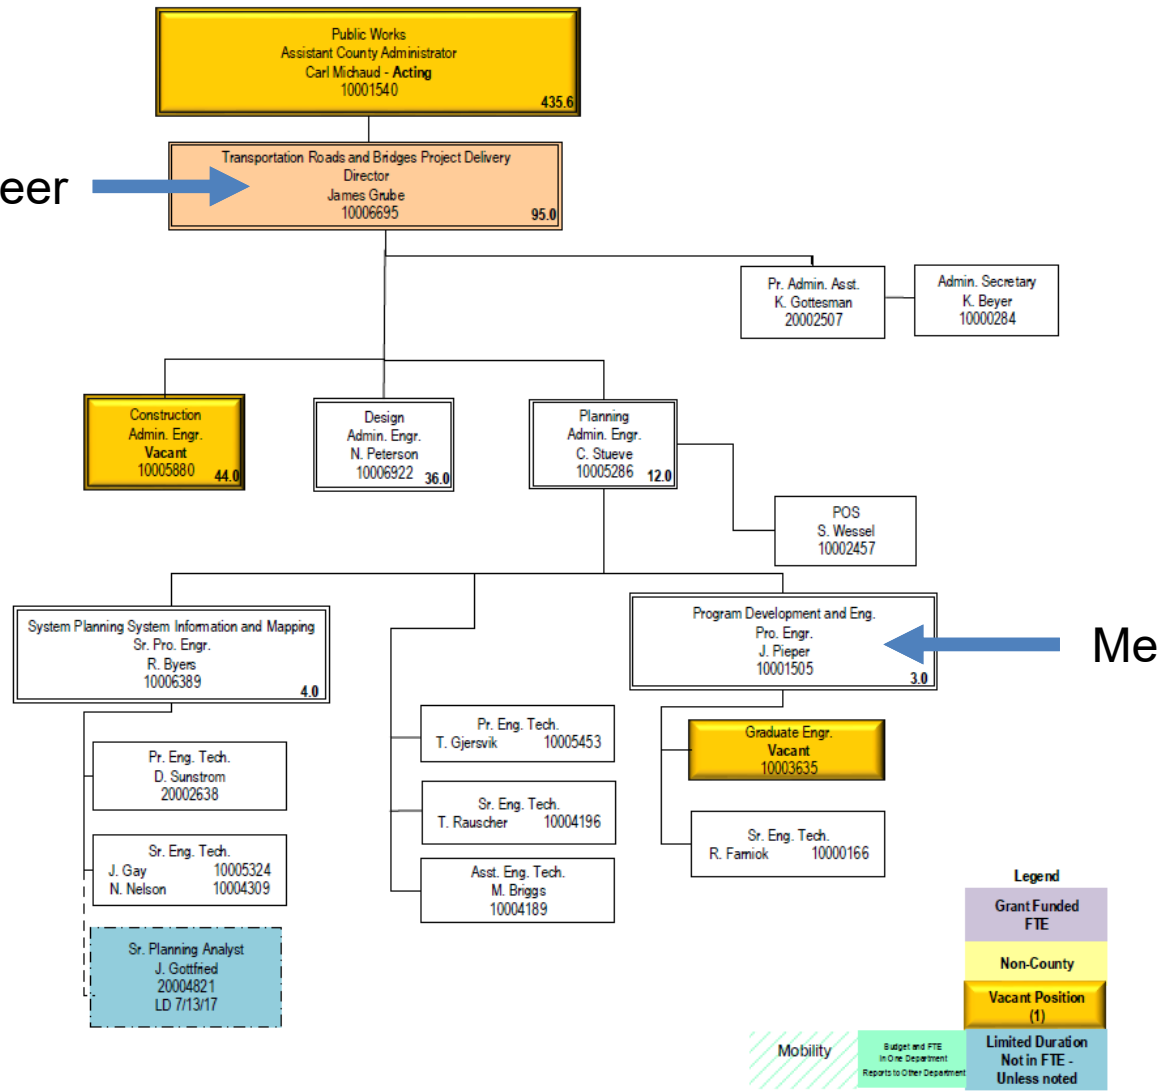 Public Works
Assistant County Administrator
Carl Michaud - Acting
10001540
435.6
Transportation Roads and Bridges Project Delivery
Director
James Grube
10006695
95.0
eer
Pr. Admin. Asst.
K. Gottesman
20002507
Admin. Secretary
K. Beyer
10000284
Construction
Admin. Engr.
Vacant
10005880
44.0
Design
Admin. Engr.
N. Peterson
10006922
36.0
Planning
Admin. Engr.
C. Stueve
10005286
12.0
POS
S. Wessel
10002457
System Planning System Information and Mapping
Sr. Pro. Engr.
R. Byers
10006389
4.0
Program Development and Eng.
Pro. Engr.
J. Pieper
10001505
3.0
Me
Pr. Eng. Tech.
D. Sunstrom
20002638
Sr. Eng. Tech.
J. Gay 10005324
N. Nelson 10004309
Sr. Planning Analyst
J. Gottfried
20004821
LD 7/13/17
Pr. Eng. Tech.
T. Gjersvik 10005453
Sr. Eng. Tech.
T. Rauscher 10004196
Asst. Eng. Tech.
M. Briggs
10004189
Graduate Engr.
Vacant
10003635
Sr. Eng. Tech.
R. Farniok 10000166
Legend
Grant Funded
FTE
Non-County
Vacant Position
(1)
Mobility
Budget and FTE
In One Department
Reports to Other Department
Limited Duration
Not in FTE -
Unless noted